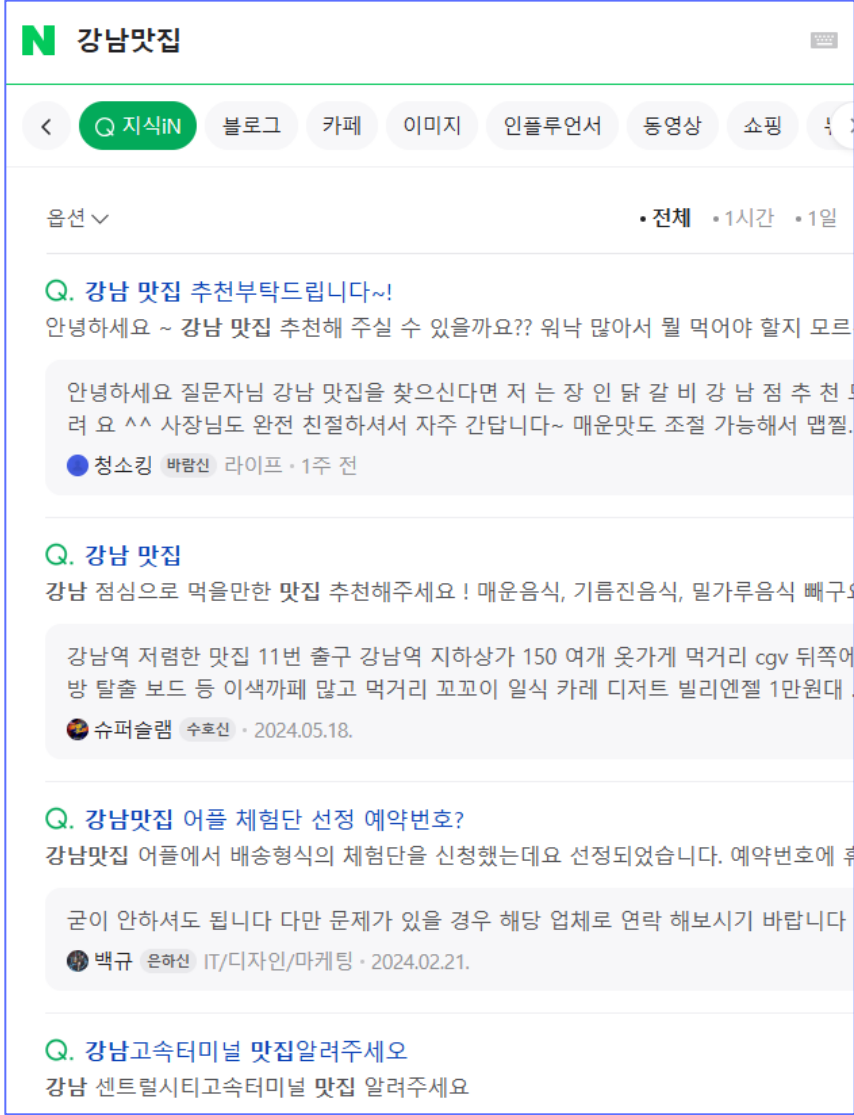 N 강남맛집
지식iN 블로그 카페 이미지 인플루언서 동영상 쇼핑
옵션 • 전체 • 1시간 • 1일
Q. 강남 맛집 추천부탁드립니다~!
안녕하세요 ~ 강남 맛집 추천해 주실 수 있을까요?? 워낙 많아서 뭘 먹어야 할지 모르
안녕하세요 질문자님 강남 맛집을 찾으신다면 저 는 장 인 닭 갈 비 강 남 점 추 천
려 요 ^^ 사장님도 완전 친절하셔서 자주 간답니다~ 매운맛도 조절 가능해서 맵찔.
청소킹 바람신 라이프 • 1주 전
Q. 강남 맛집
강남 점심으로 먹을만한 맛집 추천해주세요 ! 매운음식, 기름진음식, 밀가루음식 빼구요
강남역 저렴한 맛집 11번 출구 강남역 지하상가 150 여개 옷가게 먹거리 cgv 뒤쪽에
방 탈출 보드 등 이색까페 많고 먹거리 꼬꼬이 일식 카레 디저트 빌리엔젤 1만원대 .
슈퍼슬램 수호신 • 2024.05.18.
Q. 강남맛집 어플 체험단 선정 예약번호?
강남맛집 어플에서 배송형식의 체험단을 신청했는데요 선정되었습니다. 예약번호에
굳이 안하셔도 됩니다 다만 문제가 있을 경우 해당 업체로 연락 해보시기 바랍니다
백규 은하신 IT/디자인/마케팅 • 2024.02.21.
Q. 강남고속터미널 맛집알려주세오
강남 센트럴시티고속터미널 맛집 알려주세요